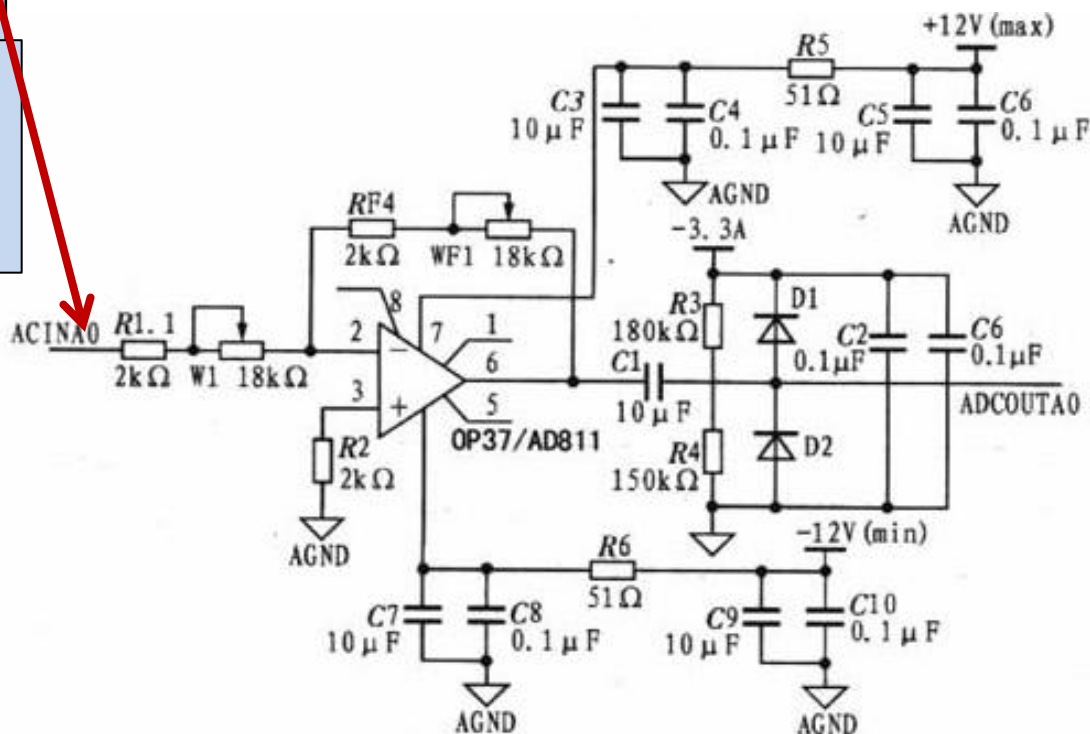 +12V(max)
R5
51Ω
C3
10μF
C4
0.1μF
C5
10μF
C6
0.1μF
AGND
AGND
RF4
2kΩ
WF1 18kΩ
-3.3A
8
7
1
ACINA0
R1.1
2kΩ
W1 18kΩ
2
-
6
3
+
5
OP37/AD811
R2
2kΩ
AGND
C1
10μF
R3
180kΩ
D1
C2
0.1μF
C6
0.1μF
ADCOUTA0
R4
150kΩ
D2
-12V(min)
R6
51Ω
C7
10μF
C8
0.1μF
C9
10μF
C10
0.1μF
AGND
AGND